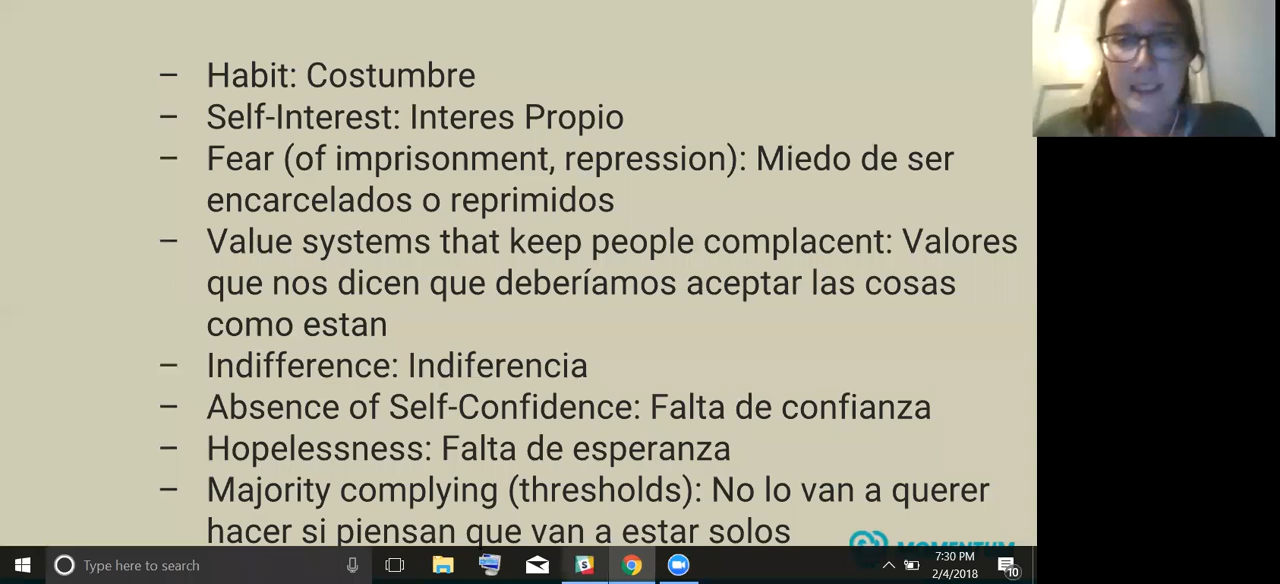 – Habit: Costumbre
– Self-Interest: Interes Propio
– Fear (of imprisonment, repression): Miedo de ser
encarcelados o reprimidos
– Value systems that keep people complacent: Valores
que nos dicen que deberíamos aceptar las cosas
como estan
– Indifference: Indiferencia
– Absence of Self-Confidence: Falta de confianza
– Hopelessness: Falta de esperanza
– Majority complying (thresholds): No lo van a querer
hacer si piensan que van a estar solos
MOMENTUM
Type here to search
7:30 PM
2/4/2018
10